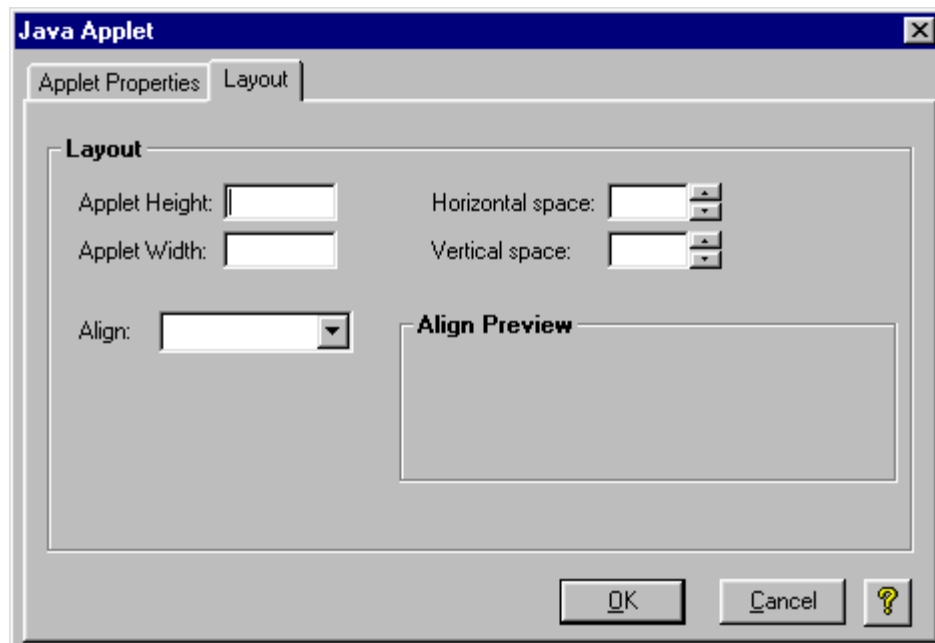 Java Applet
Applet Properties
Layout
Layout
Applet Height:
Horizontal space:
Applet Width:
Vertical space:
Align:
Align Preview
OK
Cancel
?